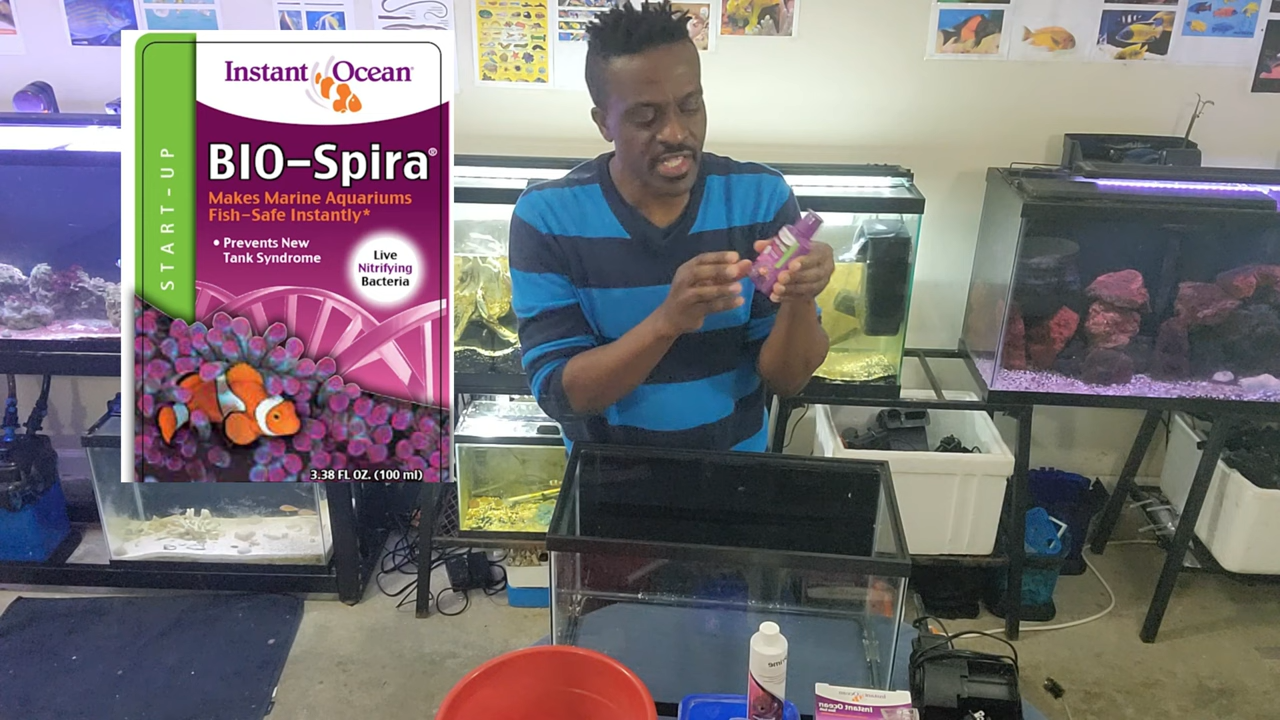 Instant Ocean
BIO-Spira®
Makes Marine Aquariums
Fish-Safe Instantly*
• Prevents New
Tank Syndrome
Live
Nitrifying
Bacteria
START-UP
3.38 FL OZ. (100 ml)
Instant Ocean